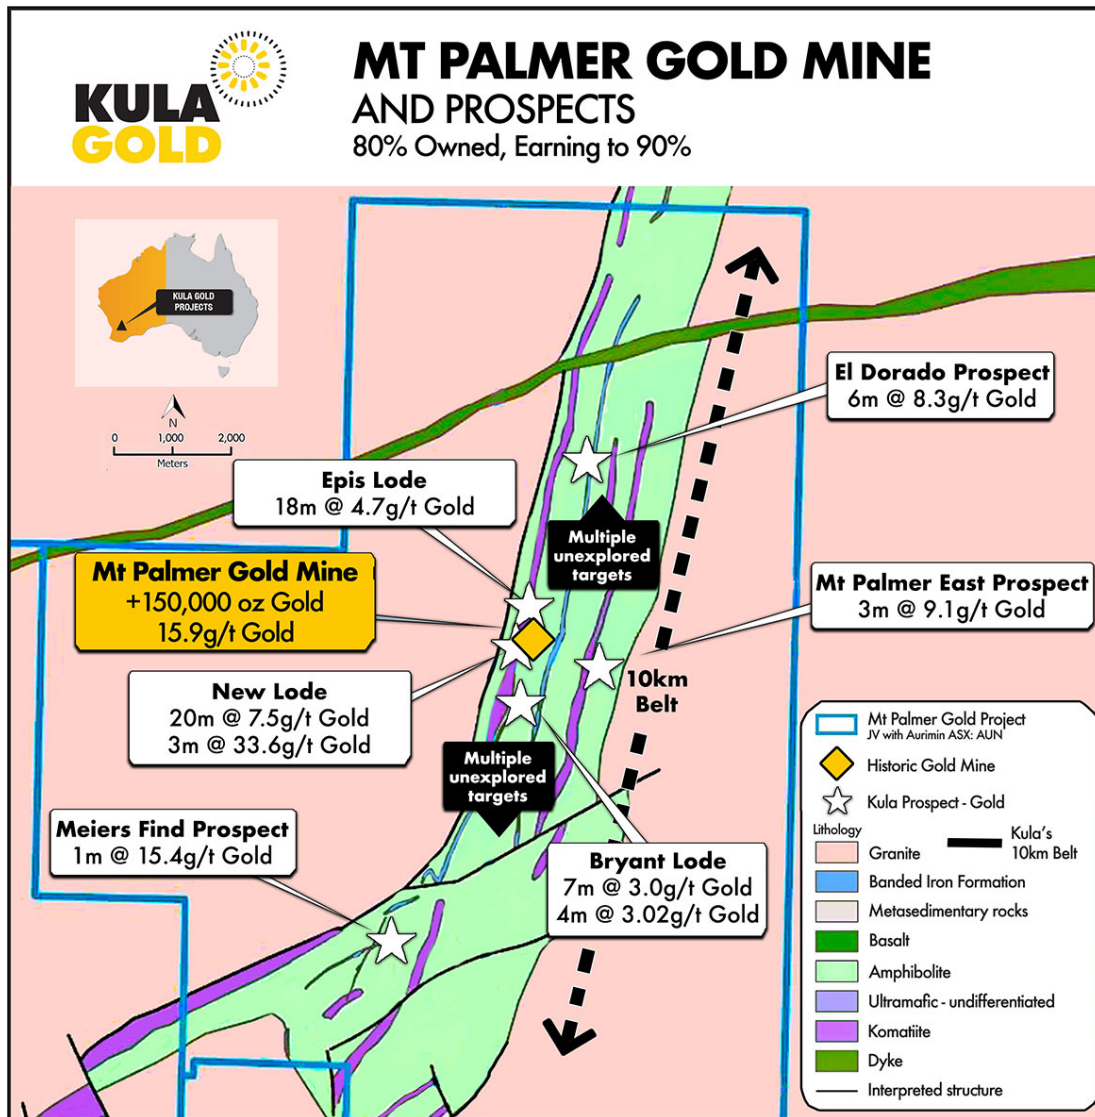 KULA
GOLD
MT PALMER GOLD MINE
AND PROSPECTS
80% Owned, Earning to 90%
KULA GOLD
PROJECTS
N
0 1,000 2,000
Meters
El Dorado Prospect
6m @ 8.3g/t Gold
Epis Lode
18m @ 4.7g/t Gold
Multiple
unexplored
targets
Mt Palmer Gold Mine
+150,000 oz Gold
15.9g/t Gold
Mt Palmer East Prospect
3m @ 9.1g/t Gold
New Lode
20m @ 7.5g/t Gold
3m @ 33.6g/t Gold
10km
Belt
Multiple
unexplored
targets
Meiers Find Prospect
1m @ 15.4g/t Gold
Bryant Lode
7m @ 3.0g/t Gold
4m @ 3.02g/t Gold
Mt Palmer Gold Project
JV with Aurimin ASX: AUN
Historic Gold Mine
Kula Prospect - Gold
Lithology
Kula's
10km Belt
Granite
Banded Iron Formation
Metasedimentary rocks
Basalt
Amphibolite
Ultramafic - undifferentiated
Komatiite
Dyke
Interpreted structure